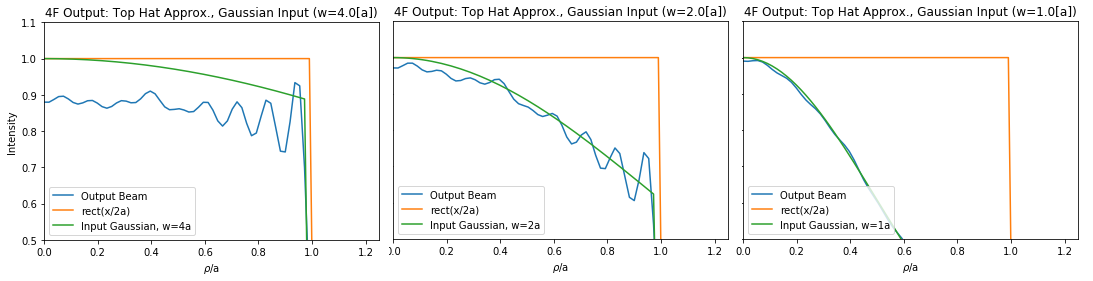 4F Output: Top Hat Approx., Gaussian Input (w=4.0[a])
1.1
1.0
0.9
0.8
0.7
0.6
0.5
Intensity
Output Beam
rect(x/2a)
Input Gaussian, w=4a
0.0 0.2 0.4 0.6 0.8 1.0 1.2
ρ/a
4F Output: Top Hat Approx., Gaussian Input (w=2.0[a])
Output Beam
rect(x/2a)
Input Gaussian, w=2a
0.0 0.2 0.4 0.6 0.8 1.0 1.2
ρ/a
4F Output: Top Hat Approx., Gaussian Input (w=1.0[a])
Output Beam
rect(x/2a)
Input Gaussian, w=1a
0.0 0.2 0.4 0.6 0.8 1.0 1.2
ρ/a